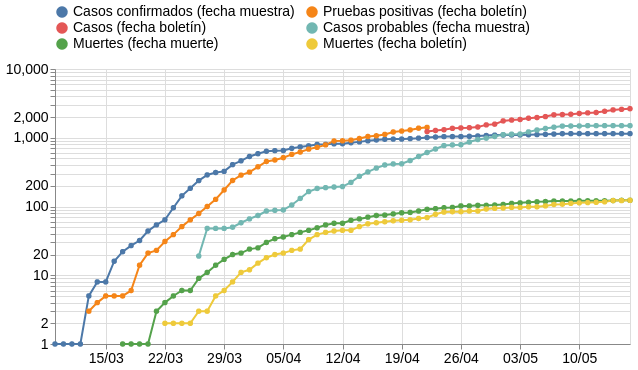 Casos confirmados (fecha muestra) Pruebas positivas (fecha boletín)
Casos (fecha boletín) Casos probables (fecha muestra)
Muertes (fecha muerte) Muertes (fecha boletín)
10,000
2,000
1,000
200
100
20
10
2
1
15/03 22/03 29/03 05/04 12/04 19/04 26/04 03/05 10/05